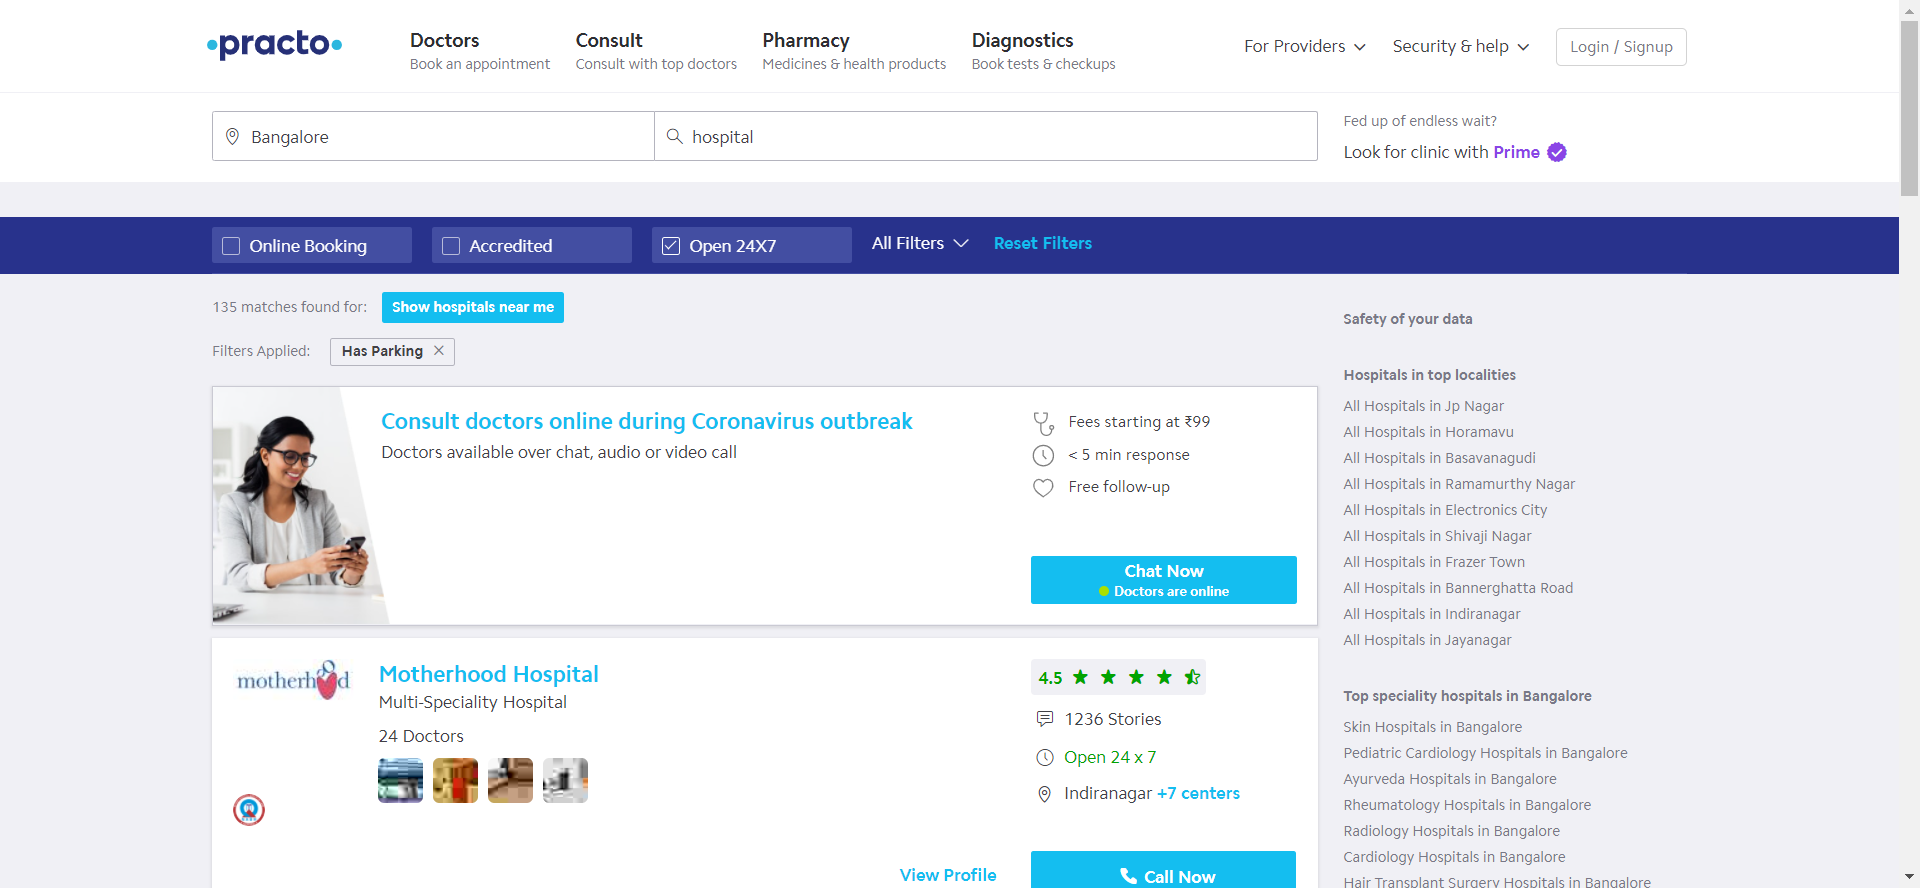 practo
Doctors
Book an appointment
Consult
Consult with top doctors
Pharmacy
Medicines & health products
Diagnostics
Book tests & checkups
For Providers
Security & help
Login / Signup
Bangalore
hospital
Fed up of endless wait?
Look for clinic with Prime
Online Booking
Accredited
Open 24X7
All Filters
Reset Filters
135 matches found for:
Show hospitals near me
Filters Applied:
Has Parking
Consult doctors online during Coronavirus outbreak
Doctors available over chat, audio or video call
Fees starting at ₹99
< 5 min response
Free follow-up
Chat Now
Doctors are online
motherhood
Motherhood Hospital
Multi-Speciality Hospital
24 Doctors
4.5
1236 Stories
Open 24 x 7
Indiranagar +7 centers
View Profile
Call Now
Safety of your data
Hospitals in top localities
All Hospitals in Jp Nagar
All Hospitals in Horamavu
All Hospitals in Basavanagudi
All Hospitals in Ramamurthy Nagar
All Hospitals in Electronics City
All Hospitals in Shivaji Nagar
All Hospitals in Frazer Town
All Hospitals in Bannerghatta Road
All Hospitals in Indiranagar
All Hospitals in Jayanagar
Top speciality hospitals in Bangalore
Skin Hospitals in Bangalore
Pediatric Cardiology Hospitals in Bangalore
Ayurveda Hospitals in Bangalore
Rheumatology Hospitals in Bangalore
Radiology Hospitals in Bangalore
Cardiology Hospitals in Bangalore
Hair Transplant Surgery Hospitals in Bangalore